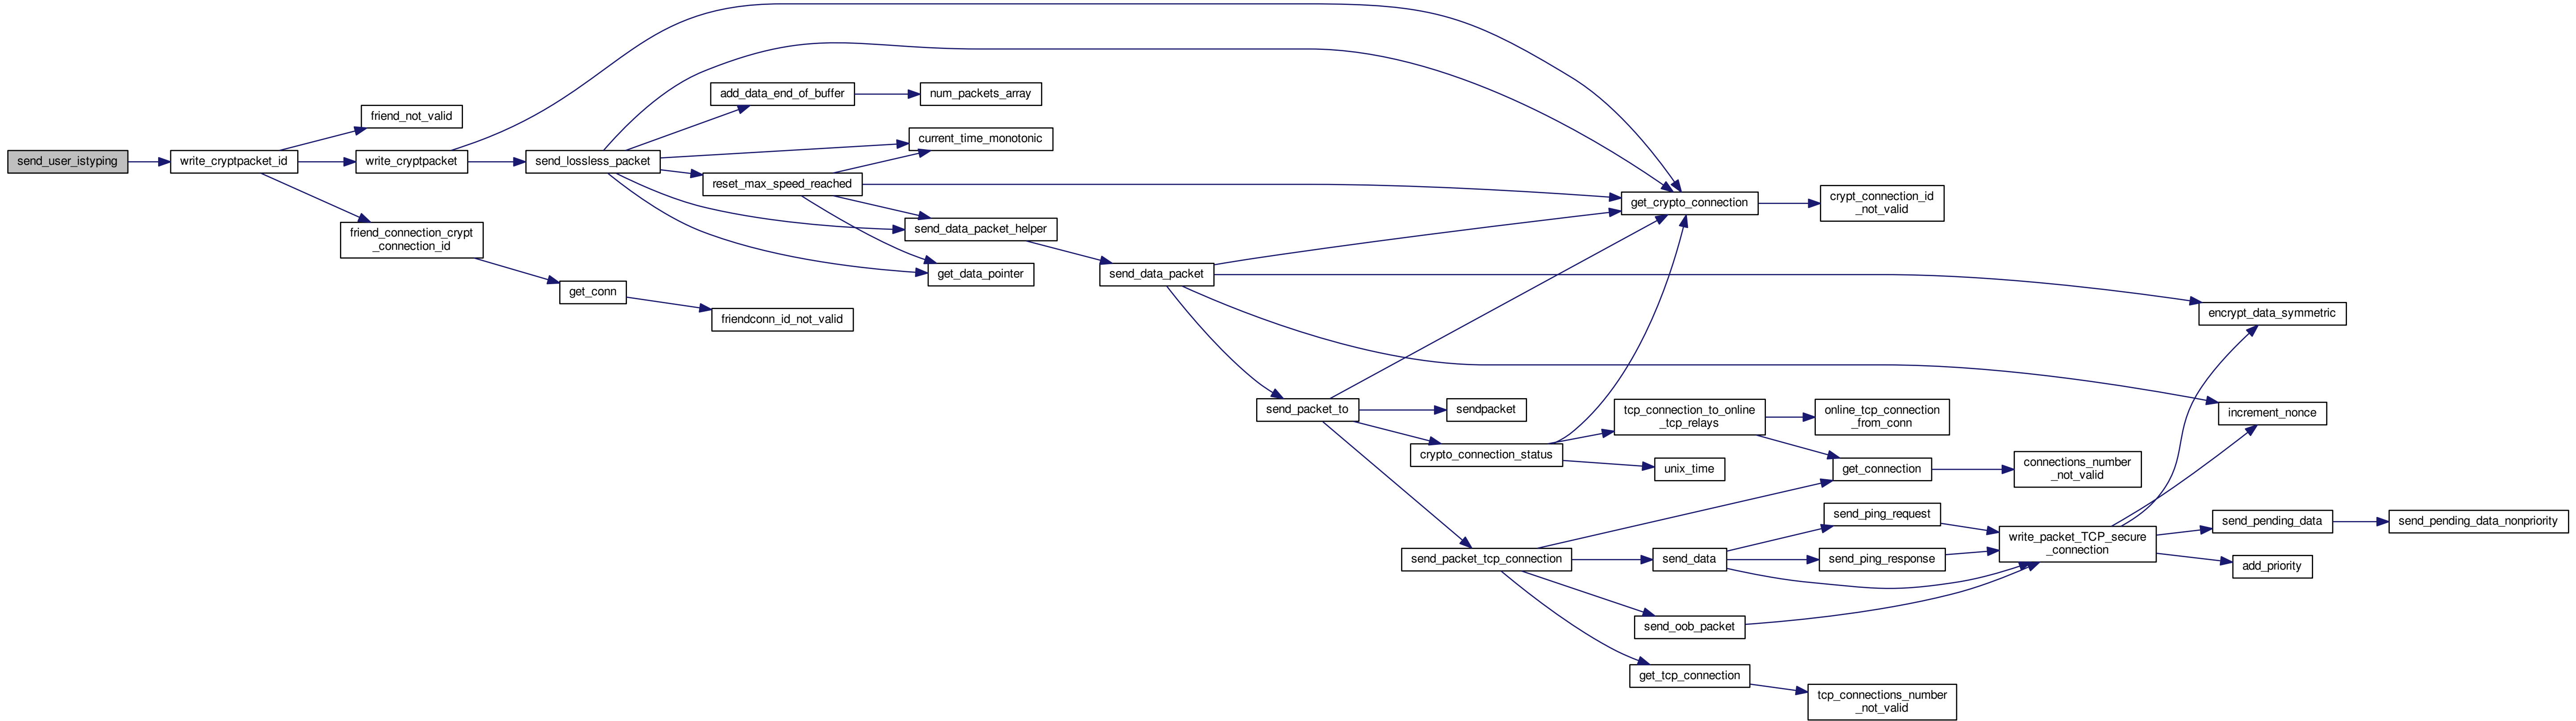 send_user_istyping
write_cryptpacket_id
friend_not_valid
write_cryptpacket
friend_connection_crypt
_connection_id
get_conn
friendconn_id_not_valid
send_lossless_packet
add_data_end_of_buffer
num_packets_array
current_time_monotonic
reset_max_speed_reached
send_data_packet_helper
get_data_pointer
send_data_packet
get_crypto_connection
crypt_connection_id
_not_valid
encrypt_data_symmetric
increment_nonce
send_packet_to
sendpacket
crypto_connection_status
tcp_connection_to_online
_tcp_relays
online_tcp_connection
_from_conn
unix_time
get_connection
connections_number
_not_valid
send_packet_tcp_connection
send_data
send_ping_request
send_ping_response
write_packet_TCP_secure
_connection
send_pending_data
send_pending_data_nonpriority
add_priority
send_oob_packet
get_tcp_connection
tcp_connections_number
_not_valid